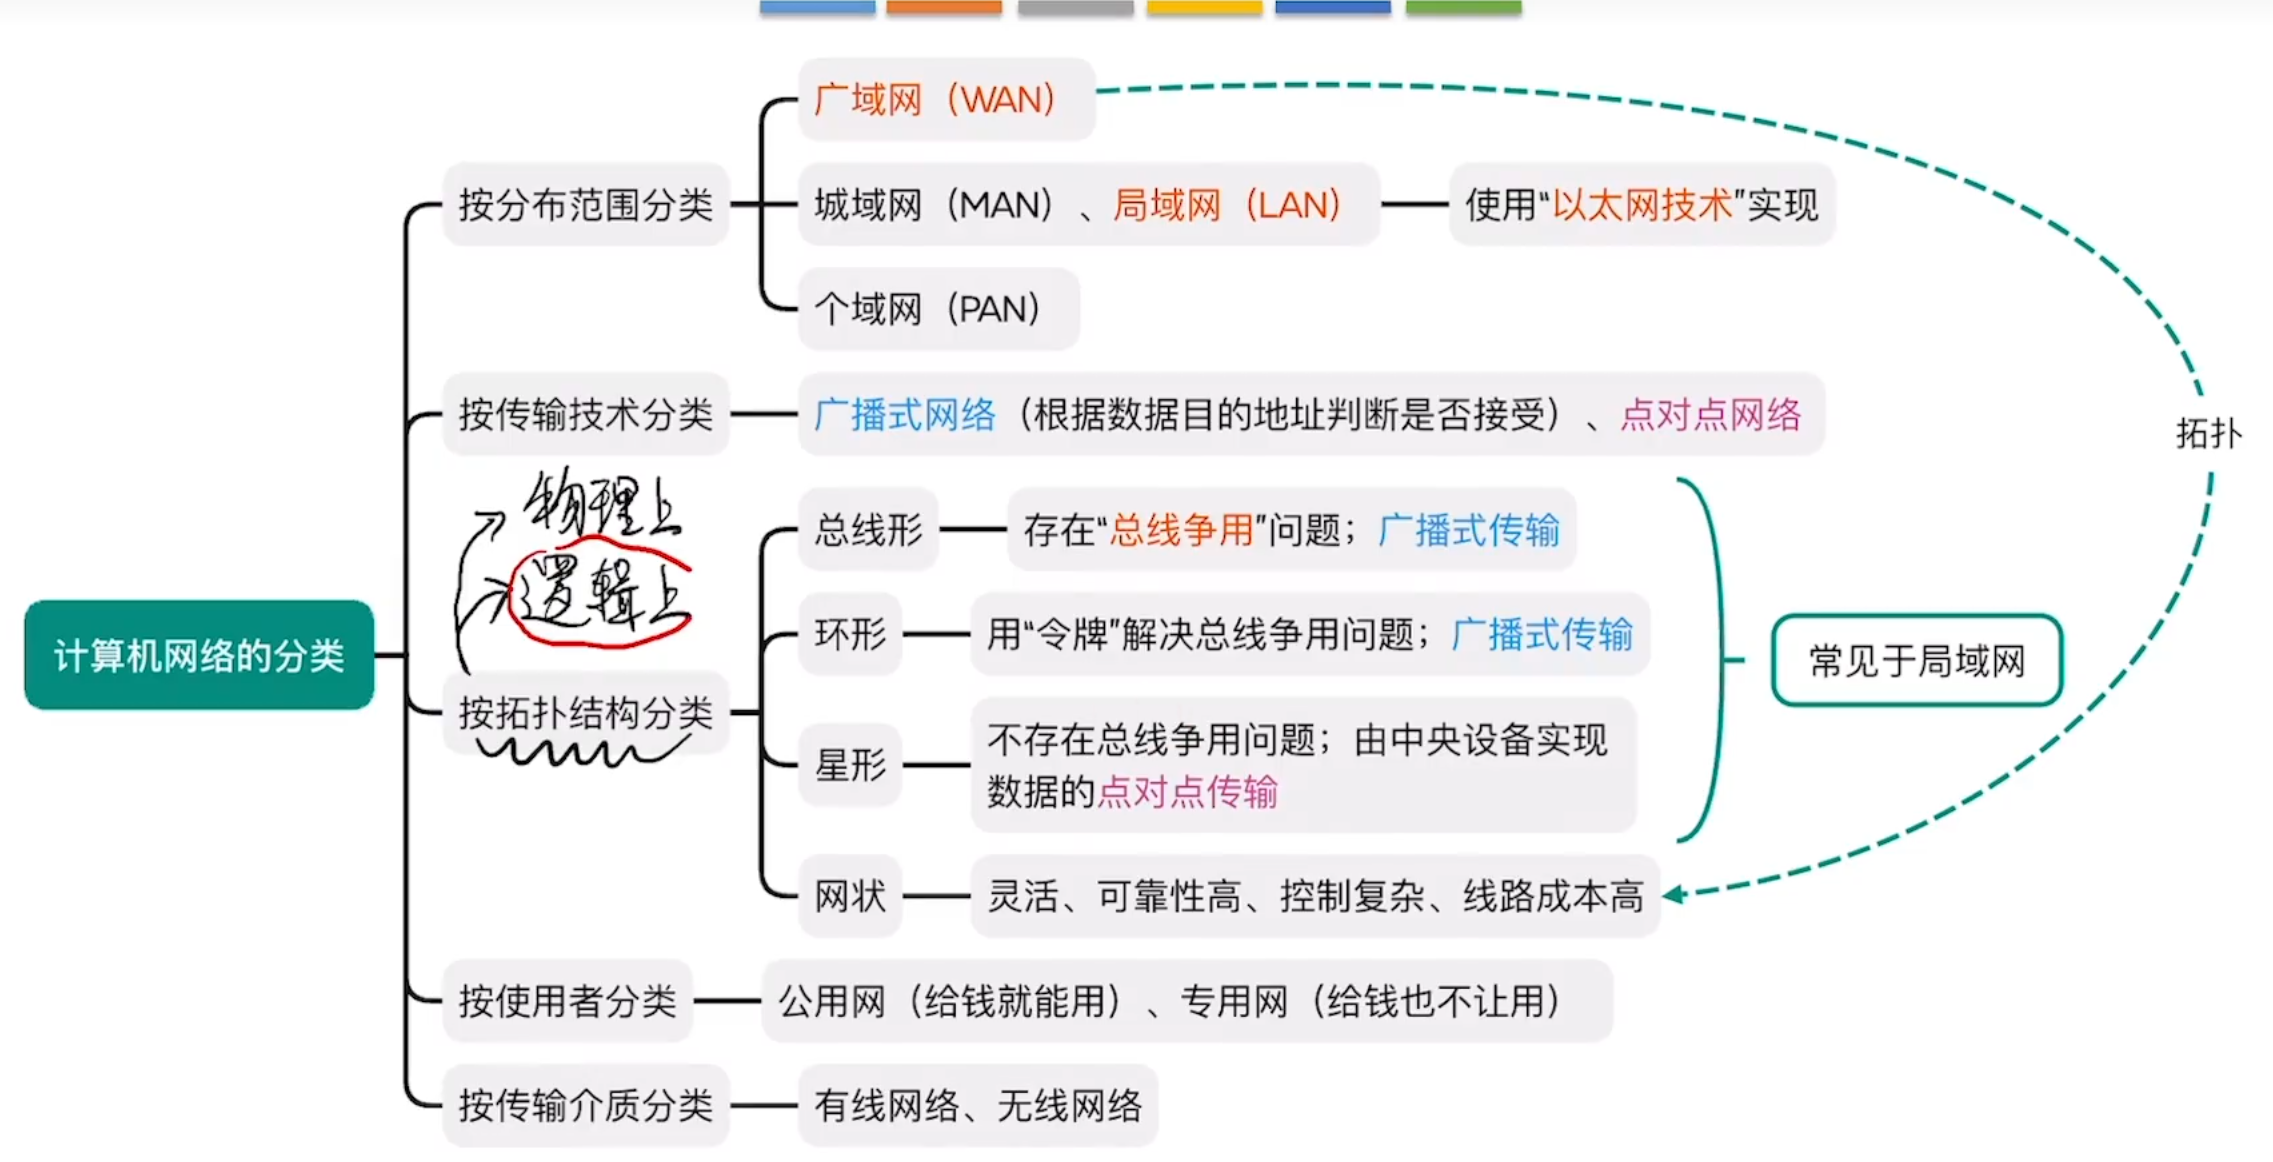 计算机网络的分类
按分布范围分类
广域网（WAN）
城域网（MAN）、局域网（LAN）
使用“以太网技术”实现
个域网（PAN）
按传输技术分类
广播式网络（根据数据目的地址判断是否接受）、点对点网络
拓扑
物理上
逻辑上
按拓扑结构分类
总线形
存在“总线争用”问题；广播式传输
环形
用“令牌”解决总线争用问题；广播式传输
星形
不存在总线争用问题；由中央设备实现
数据的点对点传输
网状
灵活、可靠性高、控制复杂、线路成本高
常见于局域网
按使用者分类
公用网（给钱就能用）、专用网（给钱也不让用）
按传输介质分类
有线网络、无线网络